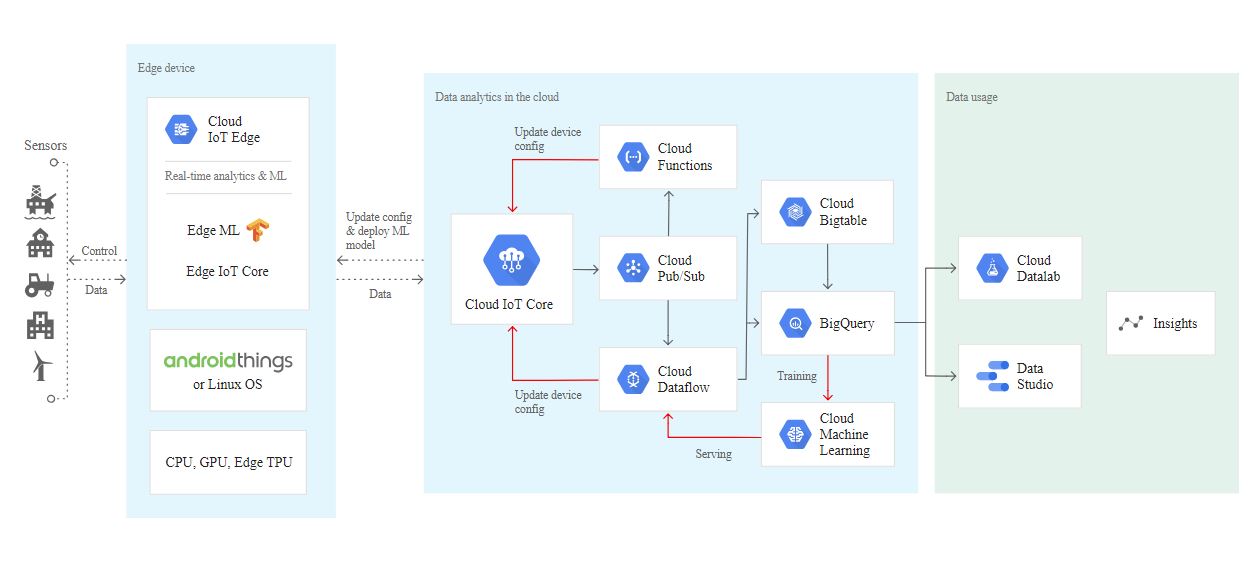 Sensors
Control
Data
Edge device
Cloud
IoT Edge
Real-time analytics & ML
Edge ML
Edge IoT Core
androidthings
or Linux OS
CPU, GPU, Edge TPU
Update config
& deploy ML
model
Data
Data analytics in the cloud
Update device
config
Cloud
Functions
Cloud IoT Core
Cloud
Pub/Sub
Update device
config
Cloud
Dataflow
Cloud
Bigtable
BigQuery
Training
Cloud
Machine
Learning
Serving
Data usage
Cloud
Datalab
Data
Studio
Insights